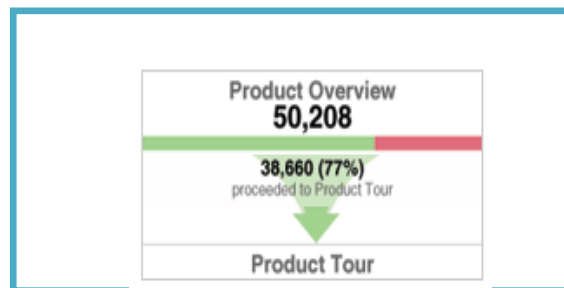 Product Overview
50,208
38,660 (77%)
proceeded to Product Tour
Product Tour